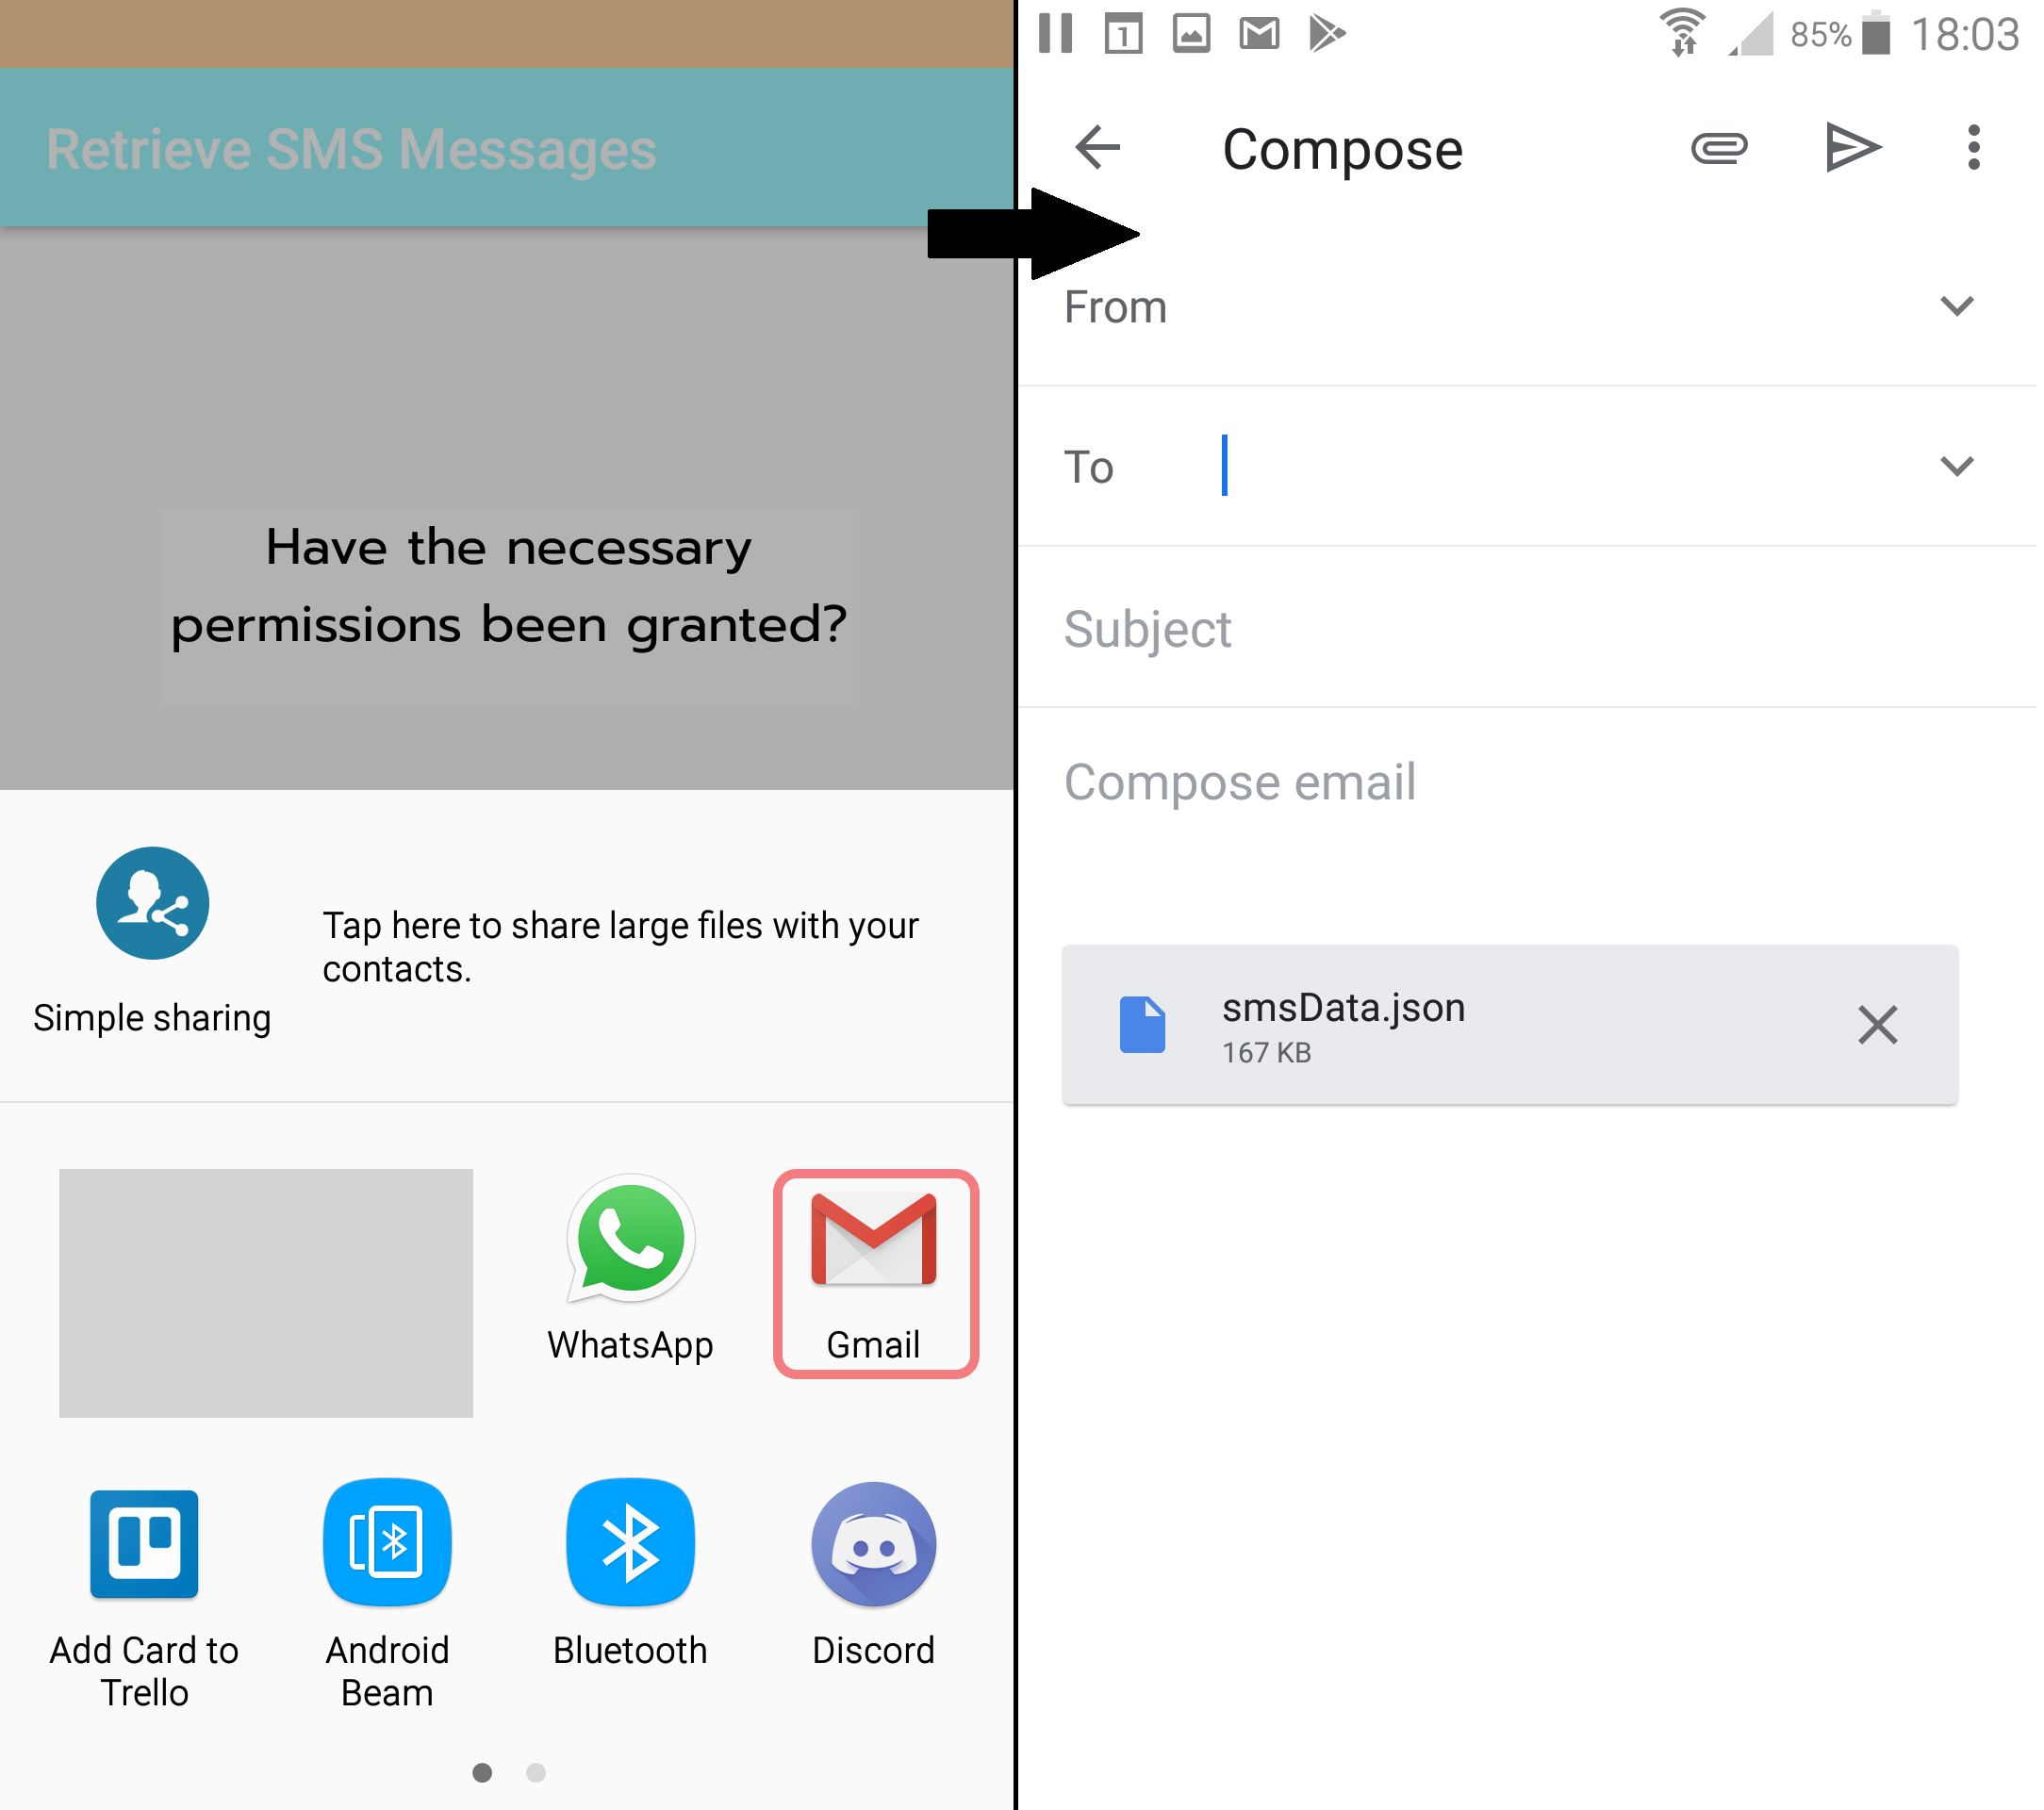 Retrieve SMS Messages
Have the necessary
permissions been granted?
Simple sharing
Tap here to share large files with your
contacts.
WhatsApp
Gmail
Add Card to
Trello
Android
Beam
Bluetooth
Discord
1
85%
18:03
Compose
From
To
Subject
Compose email
smsData.json
167 KB